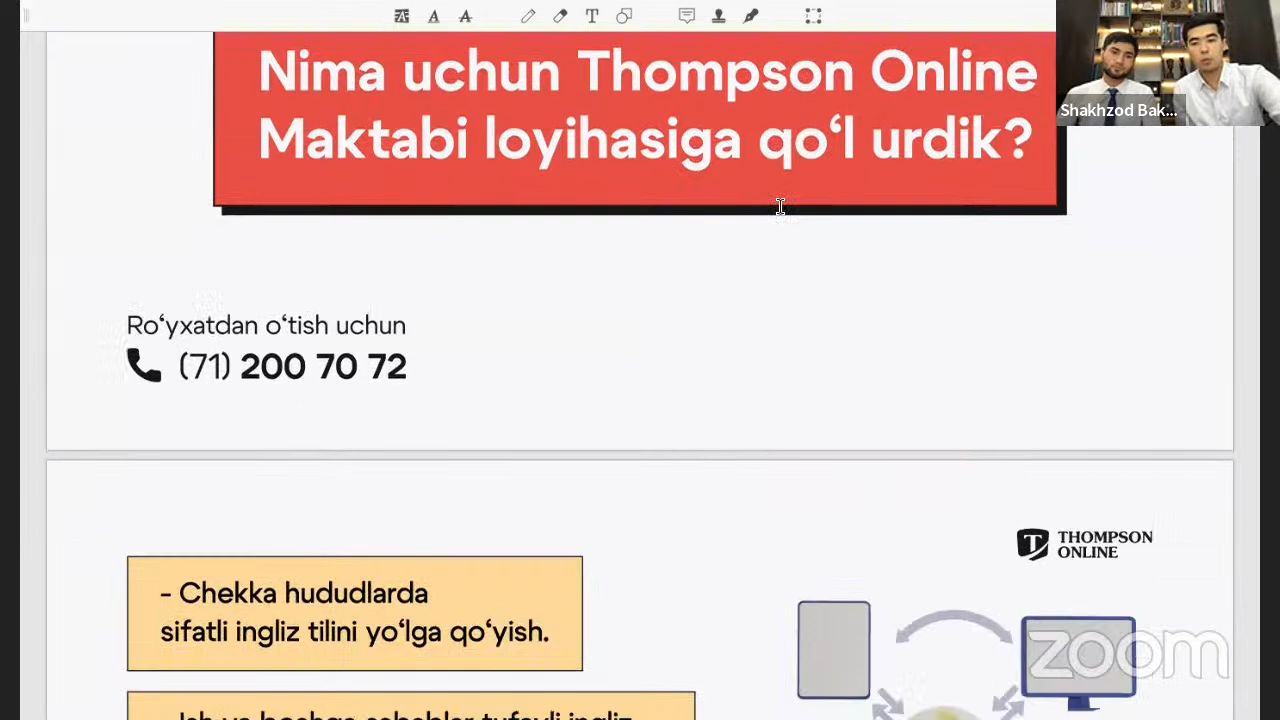 Nima uchun Thompson Online
Maktabi loyihasiga qo‘l urdik?
Shakhzod Bak...
Ro‘yxatdan o‘tish uchun
(71) 200 70 72
THOMPSON
ONLINE
- Chekka hududlarda
sifatli ingliz tilini yo‘lga qo‘yish.
zoom